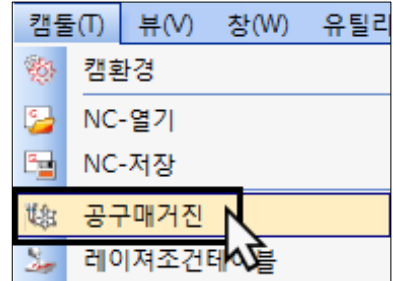 캠툴(T) 뷰(V) 창(W) 유틸리
캠환경
NC-열기
NC-저장
공구매거진
레이져조건테이블